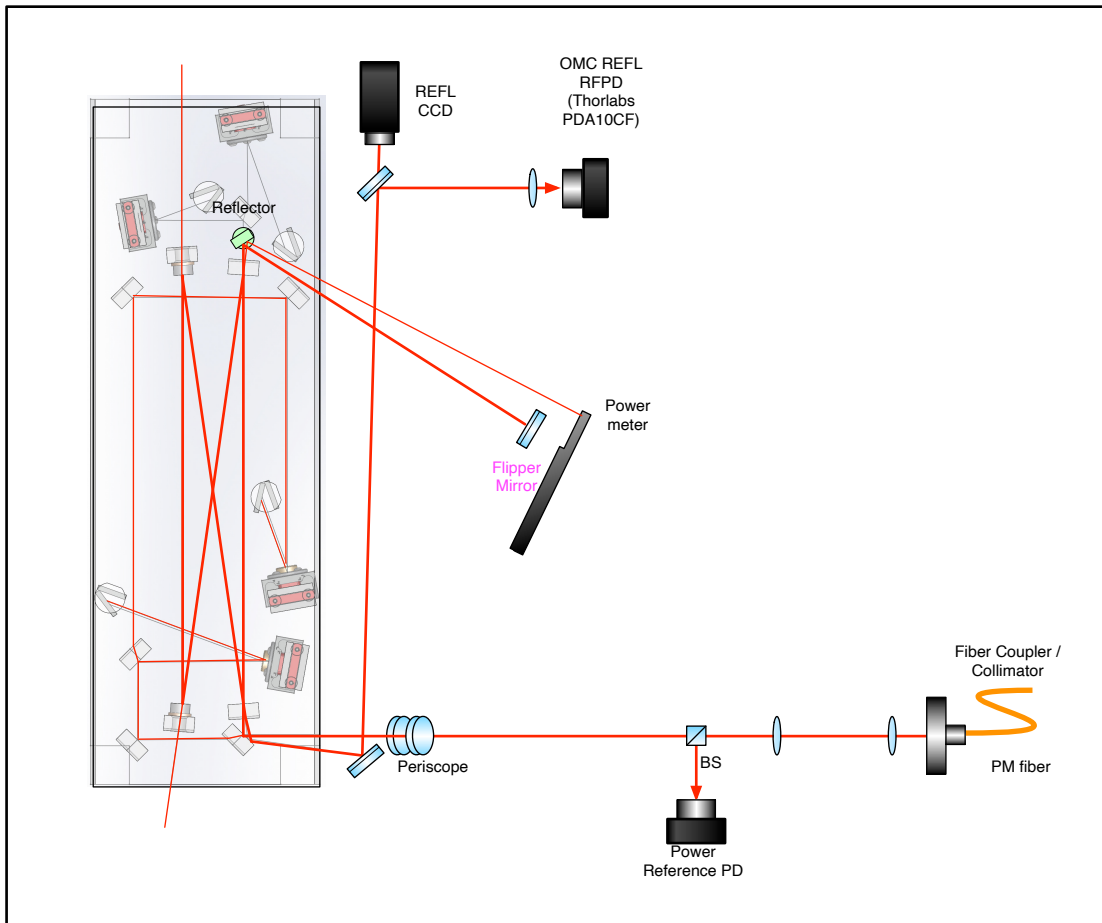 REFL
CCD
OMC REFL
RFPD
(Thorlabs
PDA10CF)
Reflector
Power
meter
Flipper
Mirror
Fiber Coupler /
Collimator
PM fiber
Periscope
BS
Power
Reference PD